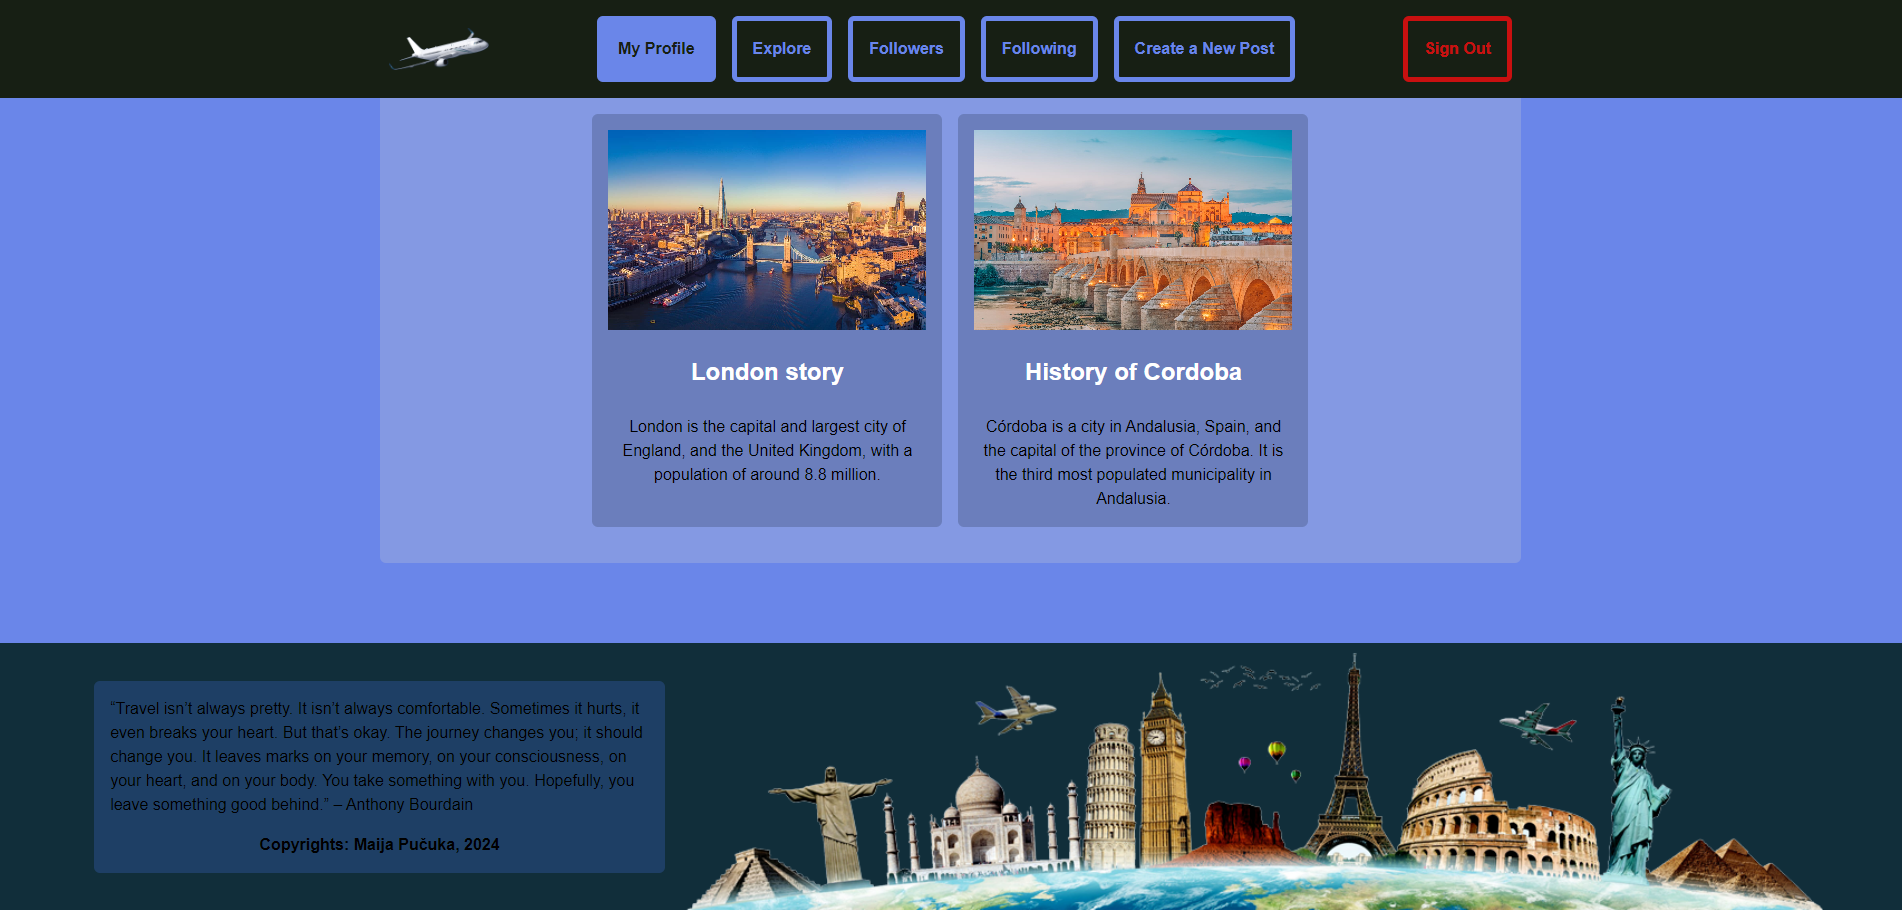 My Profile
Explore
Followers
Following
Create a New Post
Sign Out
London story
London is the capital and largest city of
England, and the United Kingdom, with a
population of around 8.8 million.
History of Cordoba
Córdoba is a city in Andalusia, Spain, and
the capital of the province of Córdoba. It is
the third most populated municipality in
Andalusia.
“Travel isn’t always pretty. It isn’t always comfortable. Sometimes it hurts, it
even breaks your heart. But that’s okay. The journey changes you; it should
change you. It leaves marks on your memory, on your consciousness, on
your heart, and on your body. You take something with you. Hopefully, you
leave something good behind.” – Anthony Bourdain
Copyrights: Maija Pučuka, 2024